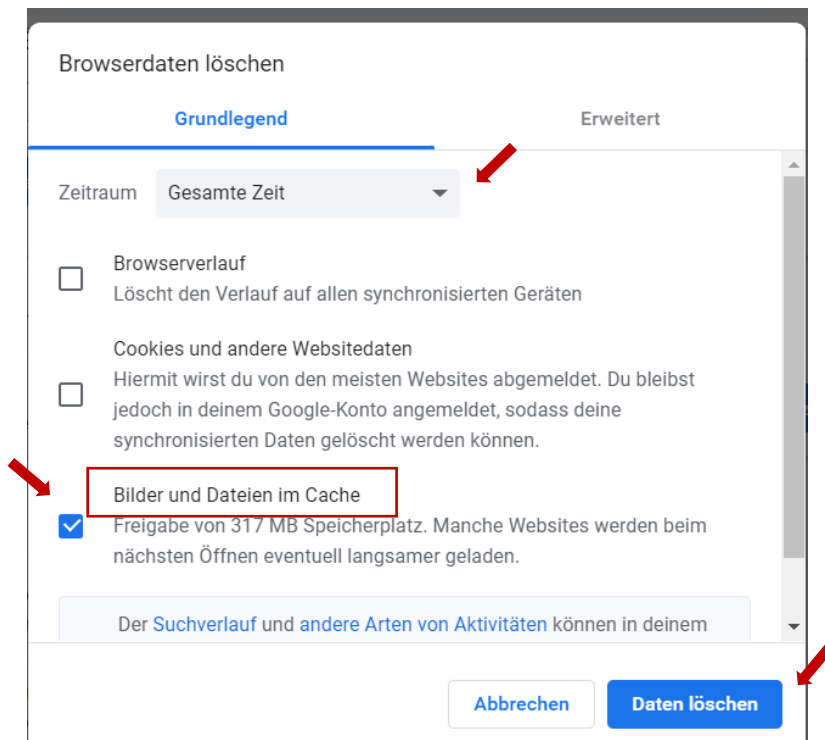 Browserdaten löschen
Grundlegend
Erweitert
Zeitraum
Gesamte Zeit
Browserverlauf
Löscht den Verlauf auf allen synchronisierten Geräten
Cookies und andere Websitedaten
Hiermit wirst du von den meisten Websites abgemeldet. Du bleibst
jedoch in deinem Google-Konto angemeldet, sodass deine
synchronisierten Daten gelöscht werden können.
Bilder und Dateien im Cache
Freigabe von 317 MB Speicherplatz. Manche Websites werden beim
nächsten Öffnen eventuell langsamer geladen.
Der Suchverlauf und andere Arten von Aktivitäten können in deinem
Abbrechen
Daten löschen